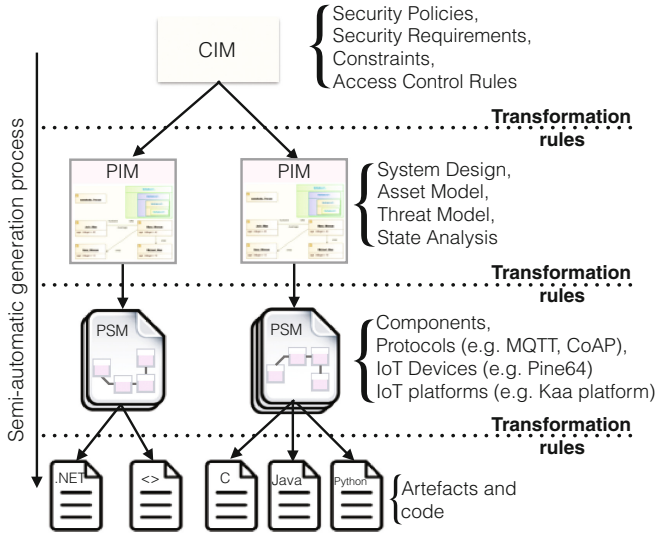 CIM
Security Policies,
Security Requirements,
Constraints,
Access Control Rules
Transformation
rules
PIM
PIM
System Design,
Asset Model,
Threat Model,
State Analysis
Transformation
rules
PSM
PSM
Components,
Protocols (e.g. MQTT, CoAP),
IoT Devices (e.g. Pine64)
IoT platforms (e.g. Kaa platform)
Transformation
rules
.NET
<>
C
Java
Python
Artefacts and
code
Semi-automatic generation process